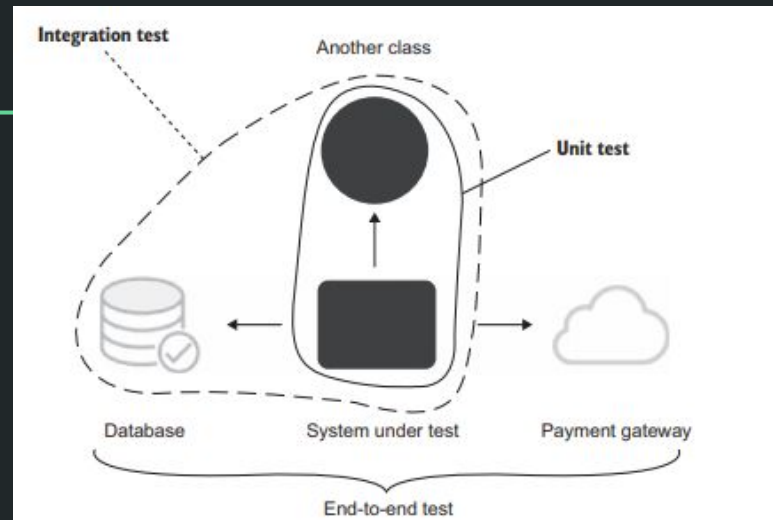 Integration test
Another class
Unit test
Database
System under test
Payment gateway
End-to-end test